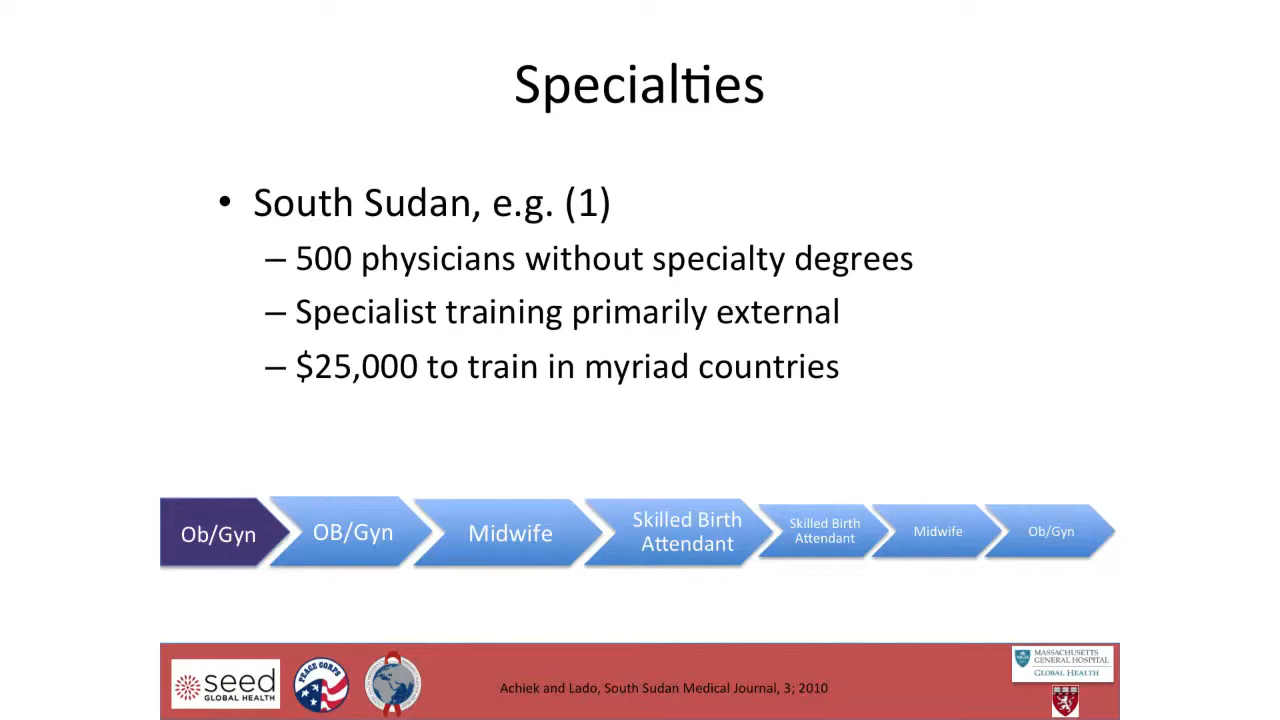 Specialties
• South Sudan, e.g. (1)
– 500 physicians without specialty degrees
– Specialist training primarily external
– $25,000 to train in myriad countries
Ob/Gyn
OB/Gyn
Midwife
Skilled Birth
Attendant
Skilled Birth
Attendant
Midwife
Ob/Gyn
seed
GLOBAL HEALTH
PEACE CORPS
Achiek and Lado, South Sudan Medical Journal, 3; 2010
MASSACHUSETTS
GENERAL HOSPITAL
GLOBAL HEALTH